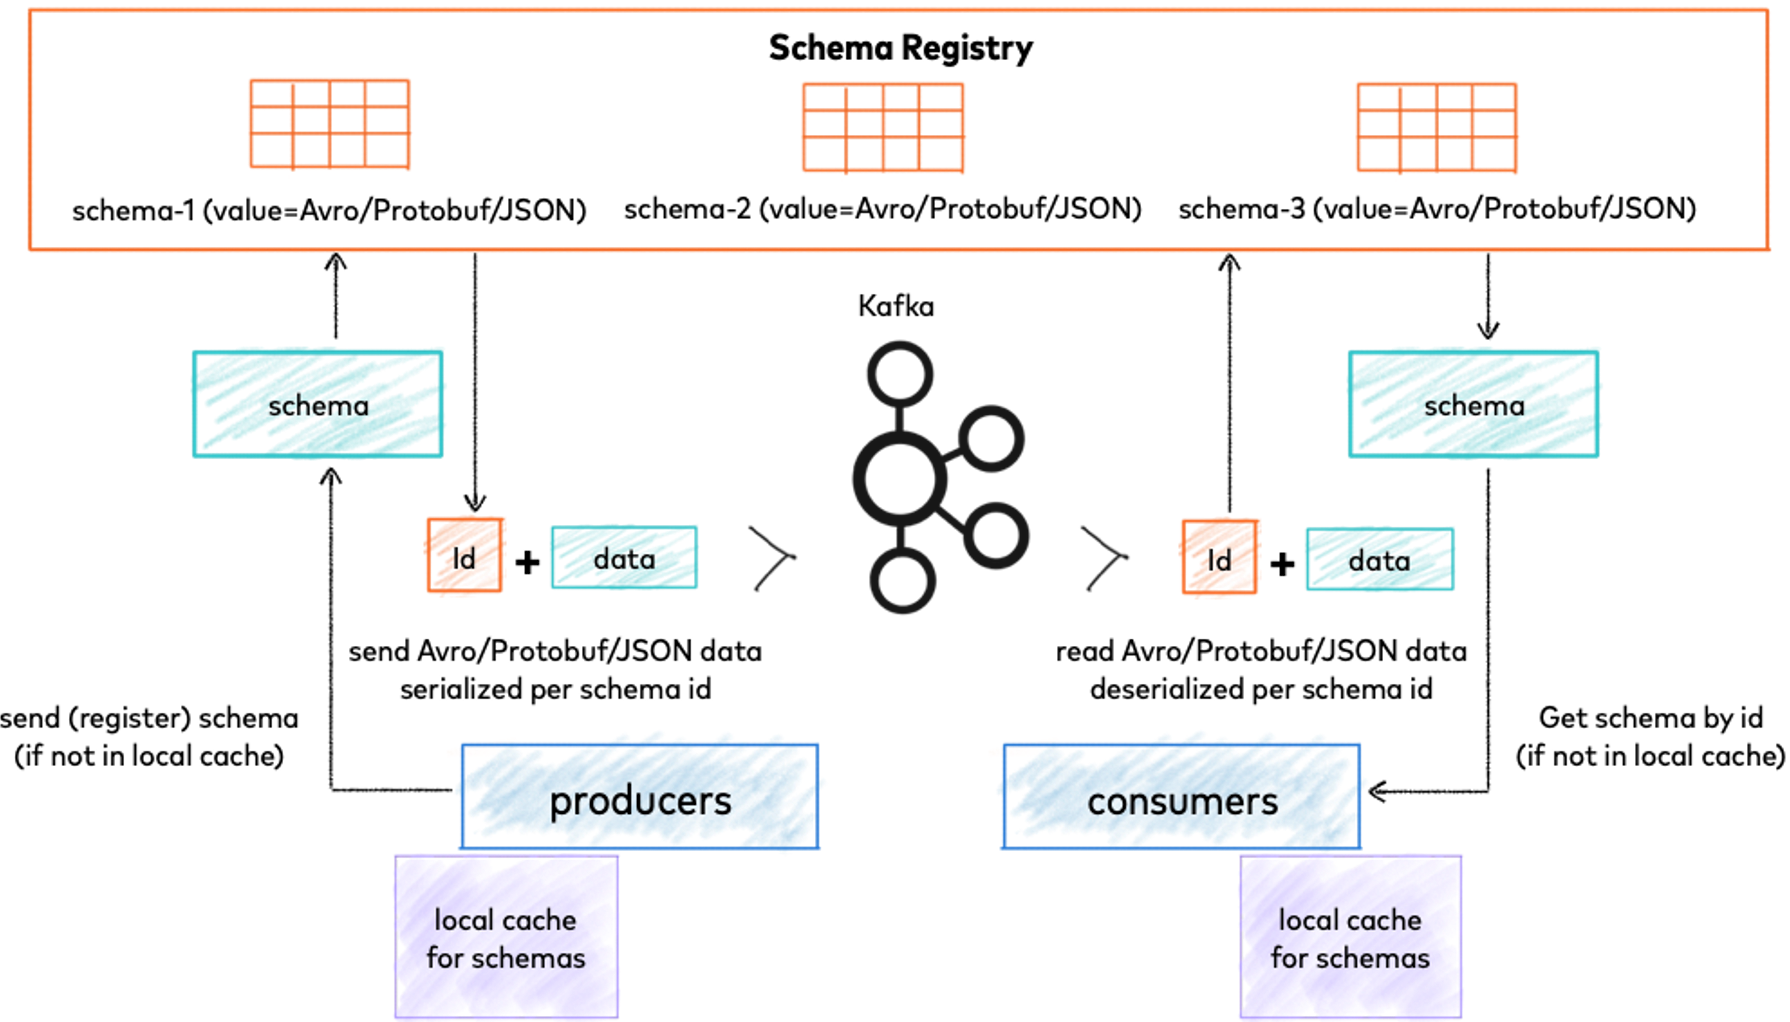 Schema Registry
schema-1 (value=Avro/Protobuf/JSON)
schema-2 (value=Avro/Protobuf/JSON)
schema-3 (value=Avro/Protobuf/JSON)
Kafka
schema
schema
Id + data
Id + data
send Avro/Protobuf/JSON data
serialized per schema id
read Avro/Protobuf/JSON data
deserialized per schema id
send (register) schema
(if not in local cache)
Get schema by id
(if not in local cache)
producers
consumers
local cache
for schemas
local cache
for schemas